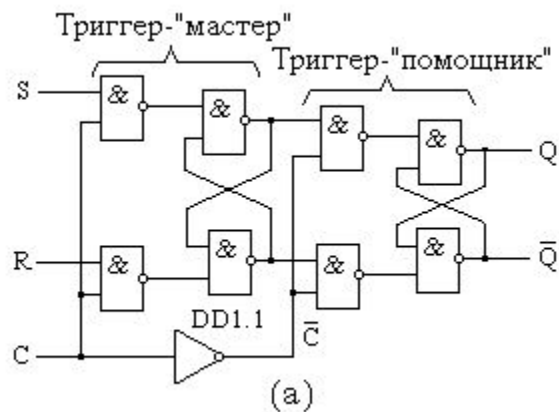 Триггер-"мастер"
Триггер-"помощник"
S
&
&
&
&
Q
R
&
&
&
&
Q̅
DD1.1
C̅
C
(а)